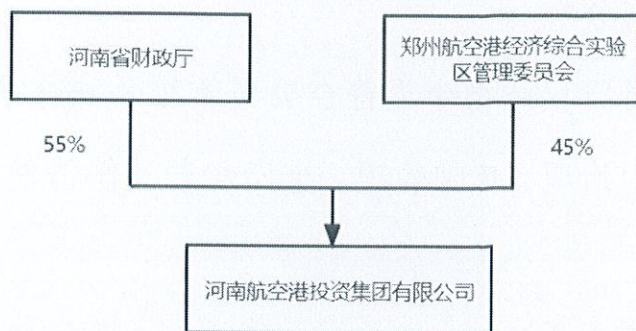 河南省财政厅
郑州航空港经济综合实验
区管理委员会
55%
45%
河南航空港投资集团有限公司